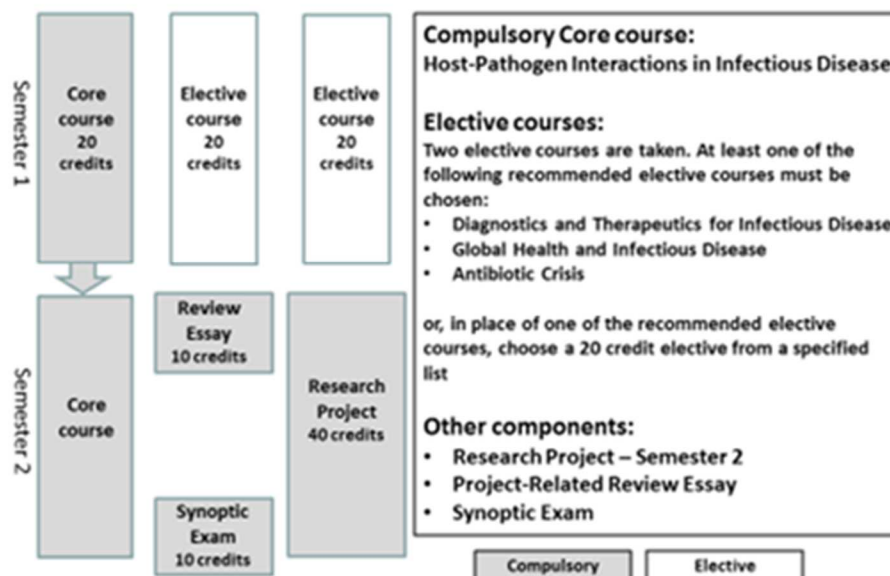 Semester 1
Core
course
20
credits
Elective
course
20
credits
Elective
course
20
credits
Semester 2
Core
course
Review
Essay
10 credits
Synoptic
Exam
10 credits
Research
Project
40 credits
Compulsory Core course:
Host-Pathogen Interactions in Infectious Disease
Elective courses:
Two elective courses are taken. At least one of the
following recommended elective courses must be
chosen:
• Diagnostics and Therapeutics for Infectious Disease
• Global Health and Infectious Disease
• Antibiotic Crisis
or, in place of one of the recommended elective
courses, choose a 20 credit elective from a specified
list
Other components:
• Research Project – Semester 2
• Project-Related Review Essay
• Synoptic Exam
Compulsory
Elective